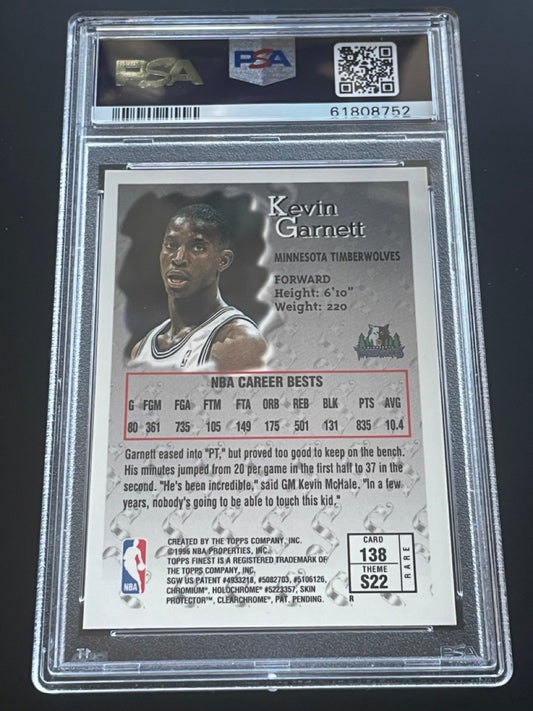 PSA
PSA
61808752
Kevin
Garnett
MINNESOTA TIMBERWOLVES
FORWARD
Height: 6'10"
Weight: 220
NBA CAREER BESTS
G FGM FGA FTM FTA ORB REB BLK PTS AVG
80 361 735 105 149 175 501 131 835 10.4
Garnett eased into "PT," but proved too good to keep on the bench.
His minutes jumped from 20 per game in the first half to 37 in the
second. "He's been incredible," said GM Kevin McHale. "In a few
years, nobody's going to be able to touch this kid."
CREATED BY THE TOPPS COMPANY, INC.
©1996 NBA PROPERTIES, INC.
TOPPS FINEST IS A REGISTERED TRADEMARK OF
THE TOPPS COMPANY, INC.
SGW US PATENT #4933218, #5082703, #5106126,
CHROMIUM®, HOLOCHROME® #5223357, SKIN
PROTECTOR™, CLEARCHROME®, PAT. PENDING.
NBA
CARD
138
THEME
S22
RARE
R
PSA